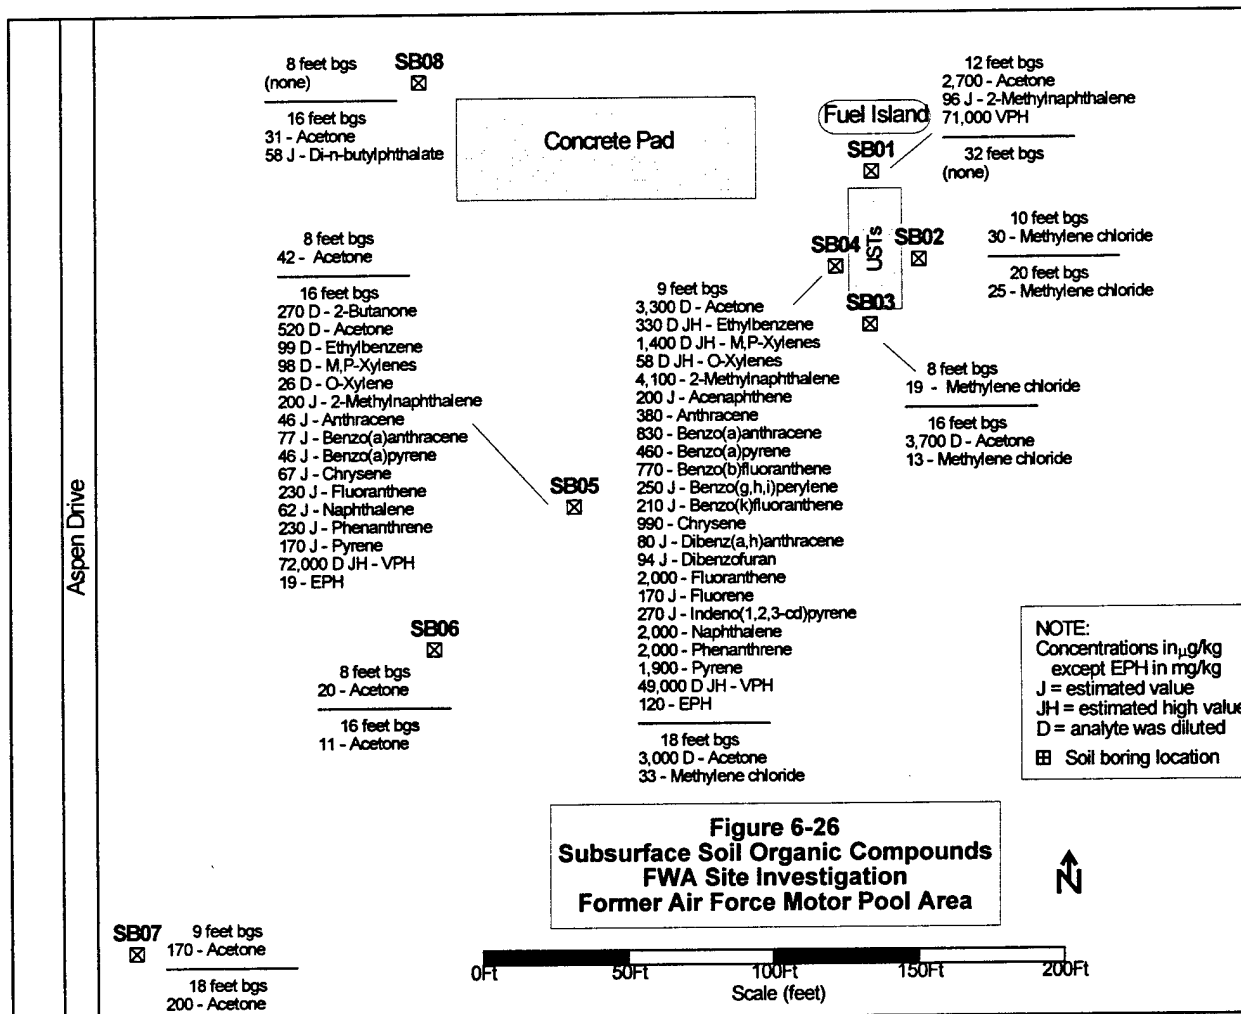 Aspen Drive
8 feet bgs
(none)
16 feet bgs
31 - Acetone
58 J - Di-n-butylphthalate
SB08
Concrete Pad
Fuel Island
SB01
12 feet bgs
2,700 - Acetone
96 J - 2-Methylnaphthalene
71,000 VPH
32 feet bgs
(none)
USTs
SB04
SB02
10 feet bgs
30 - Methylene chloride
20 feet bgs
25 - Methylene chloride
SB03
8 feet bgs
19 - Methylene chloride
16 feet bgs
3,700 D - Acetone
13 - Methylene chloride
8 feet bgs
42 - Acetone
16 feet bgs
270 D - 2-Butanone
520 D - Acetone
99 D - Ethylbenzene
98 D - M,P-Xylenes
26 D - O-Xylene
200 J - 2-Methylnaphthalene
46 J - Anthracene
77 J - Benzo(a)anthracene
46 J - Benzo(a)pyrene
67 J - Chrysene
230 J - Fluoranthene
62 J - Naphthalene
230 J - Phenanthrene
170 J - Pyrene
72,000 D JH - VPH
19 - EPH
SB05
9 feet bgs
3,300 D - Acetone
330 D JH - Ethylbenzene
1,400 D JH - M,P-Xylenes
58 D JH - O-Xylenes
4,100 - 2-Methylnaphthalene
200 J - Acenaphthene
380 - Anthracene
830 - Benzo(a)anthracene
460 - Benzo(a)pyrene
770 - Benzo(b)fluoranthene
250 J - Benzo(g,h,i)perylene
210 J - Benzo(k)fluoranthene
990 - Chrysene
80 J - Dibenz(a,h)anthracene
94 J - Dibenzofuran
2,000 - Fluoranthene
170 J - Fluorene
270 J - Indeno(1,2,3-cd)pyrene
2,000 - Naphthalene
2,000 - Phenanthrene
1,900 - Pyrene
49,000 D JH - VPH
120 - EPH
18 feet bgs
3,000 D - Acetone
33 - Methylene chloride
SB06
8 feet bgs
20 - Acetone
16 feet bgs
11 - Acetone
NOTE:
Concentrations in µg/kg
except EPH in mg/kg
J = estimated value
JH = estimated high value
D = analyte was diluted
Soil boring location
Figure 6-26
Subsurface Soil Organic Compounds
FWA Site Investigation
Former Air Force Motor Pool Area
N
SB07
9 feet bgs
170 - Acetone
18 feet bgs
200 - Acetone
0Ft 50Ft 100Ft 150Ft 200Ft
Scale (feet)